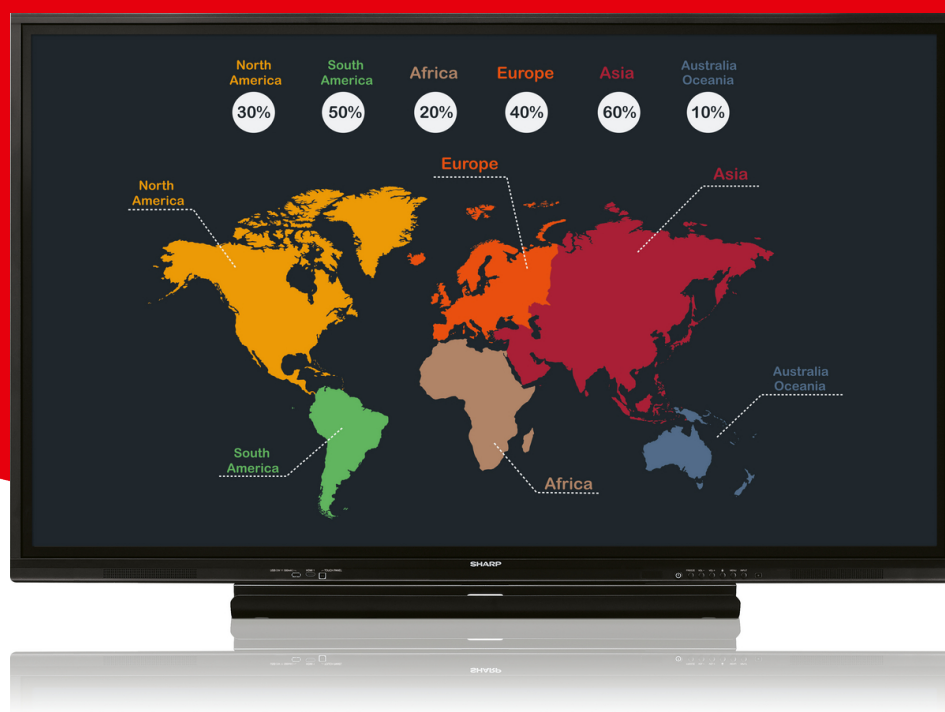 North
America
South
America
Africa
Europe
Asia
Australia
Oceania
30%
50%
20%
40%
60%
10%
Europe
Asia
North
America
Australia
Oceania
South
America
Africa
SHARP